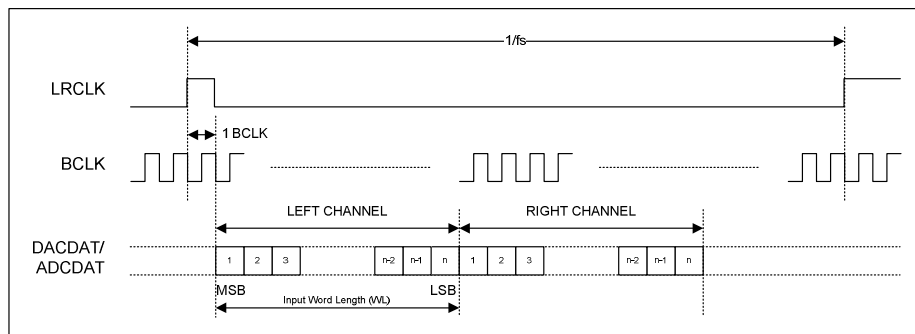 1/fs
LRCLK
1 BCLK
BCLK
LEFT CHANNEL RIGHT CHANNEL
DACDAT/
ADCDAT
1 2 3 n-2 n-1 n 1 2 3 n-2 n-1 n
MSB LSB
Input Word Length (WL)